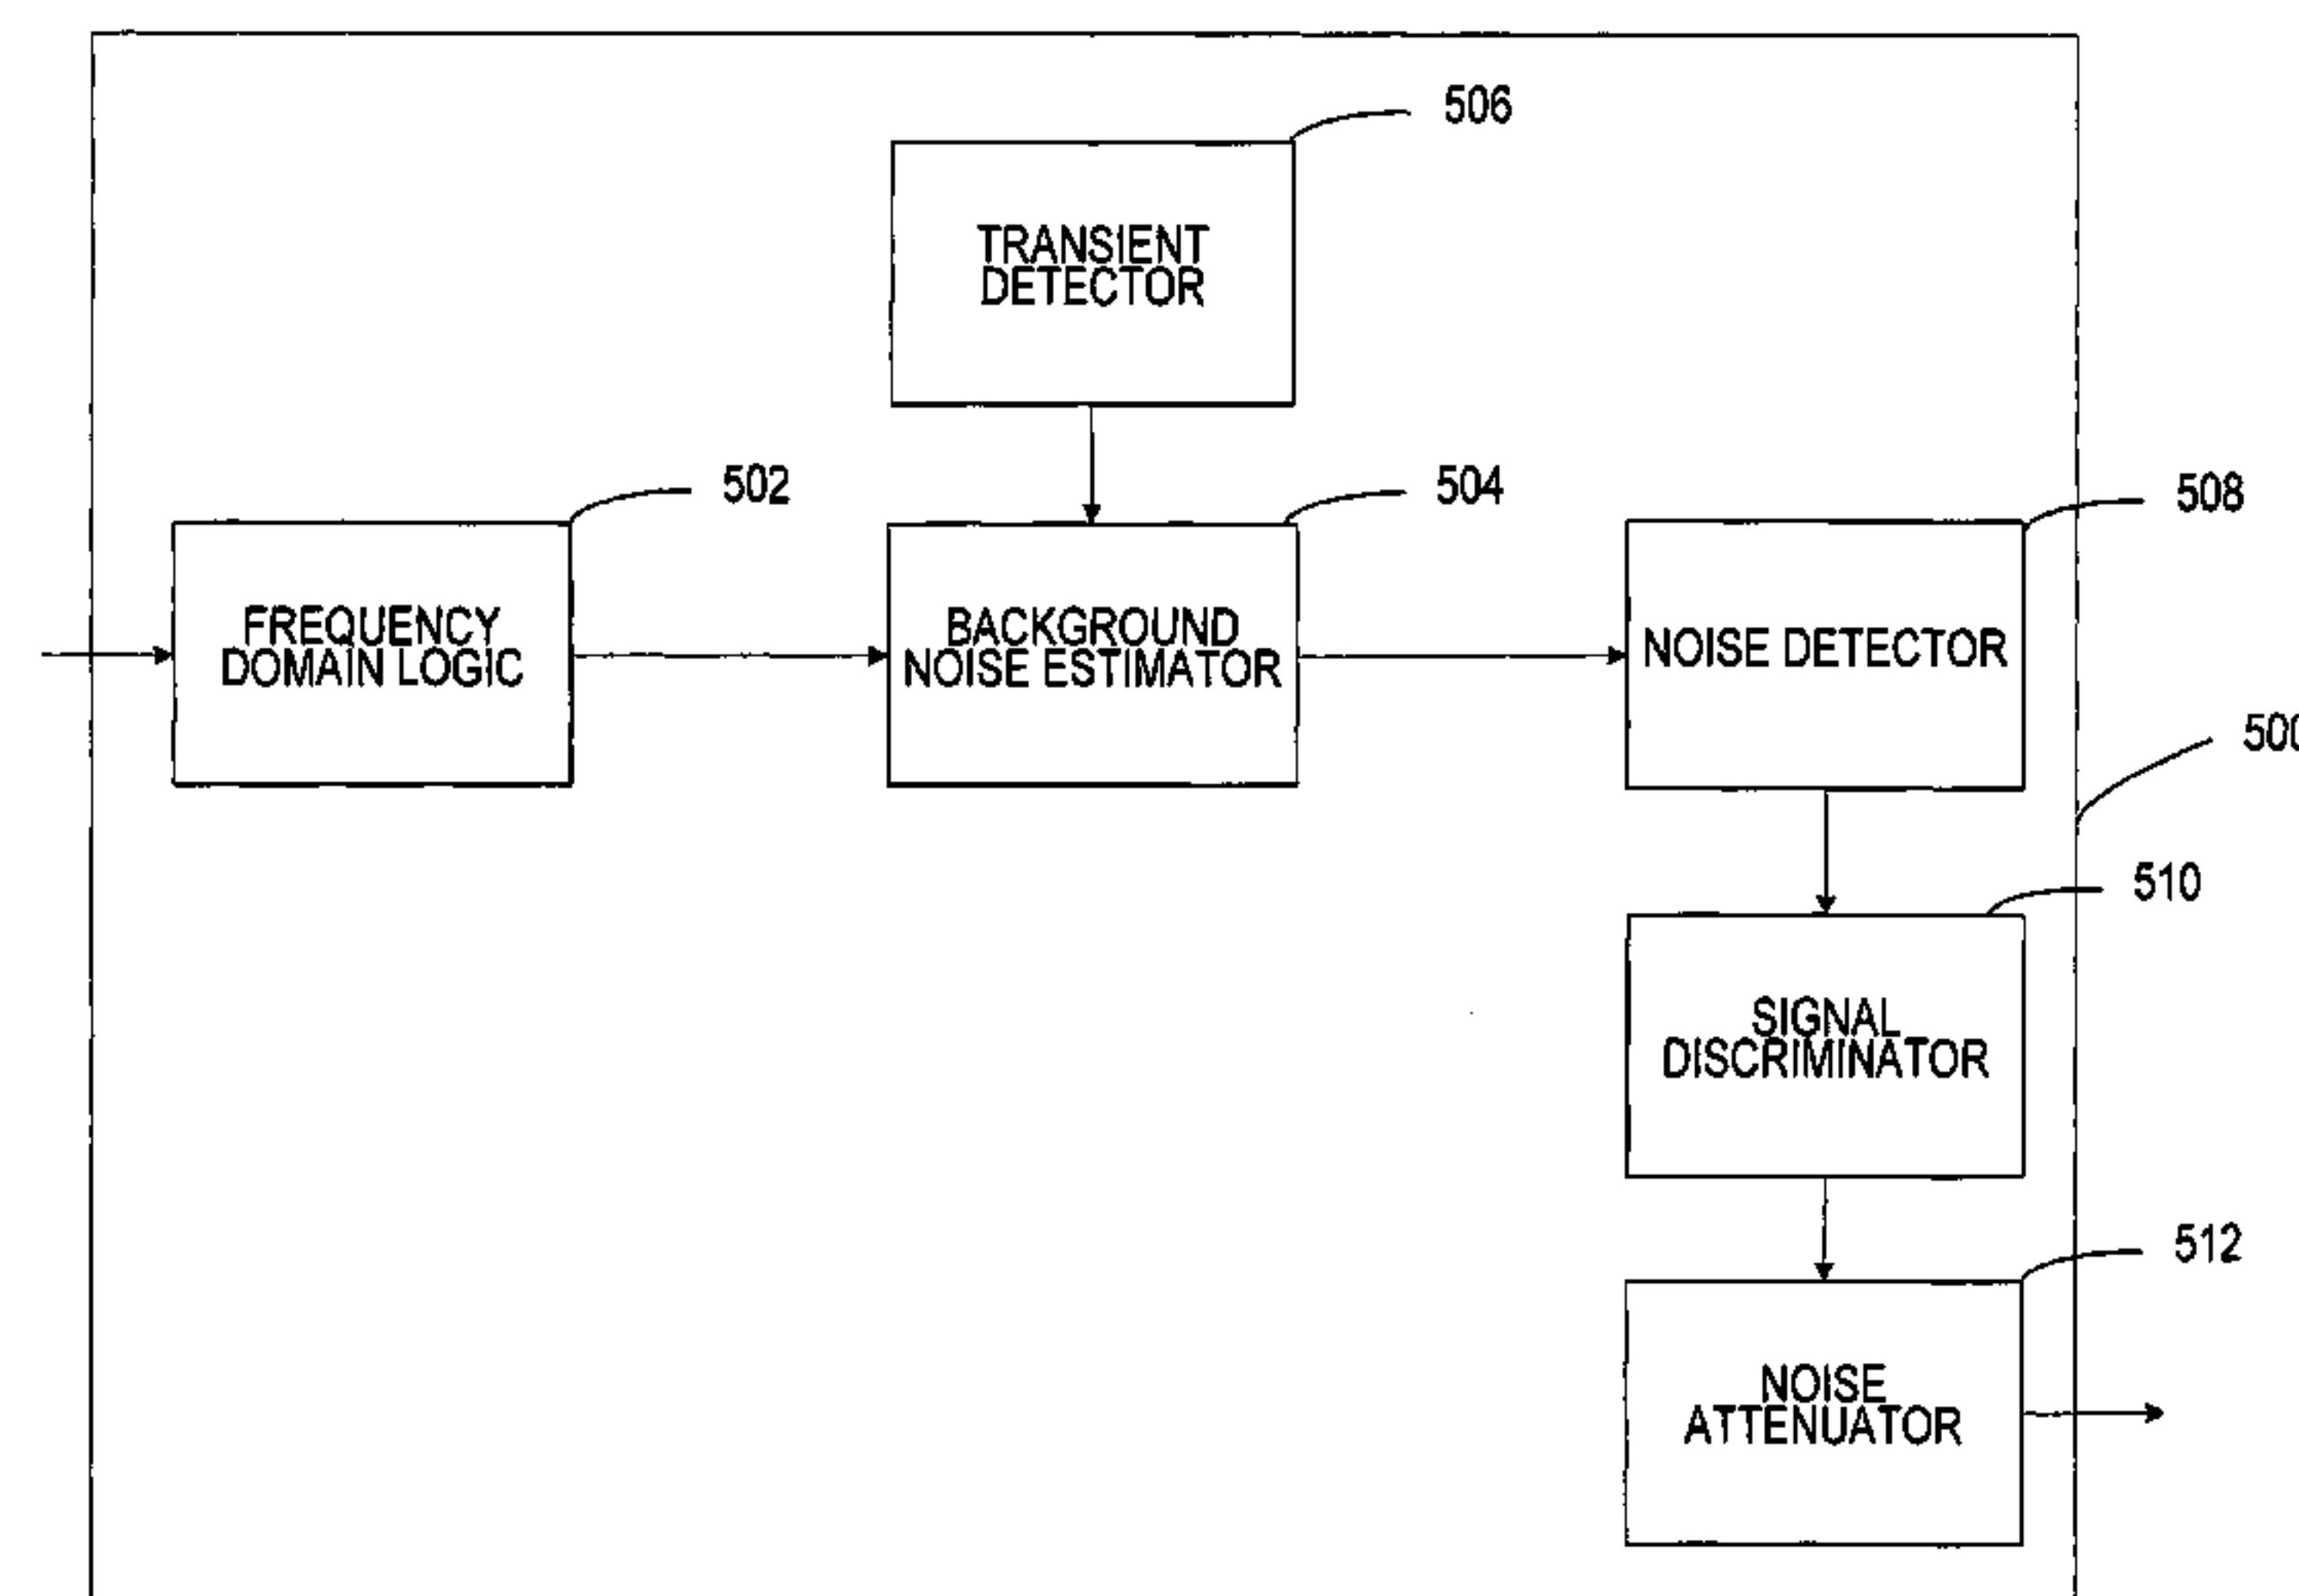 506
TRANSIENT
DETECTOR
502
504
508
FREQUENCY
DOMAIN LOGIC
BACKGROUND
NOISE ESTIMATOR
NOISE DETECTOR
500
510
SIGNAL
DISCRIMINATOR
512
NOISE
ATTENUATOR